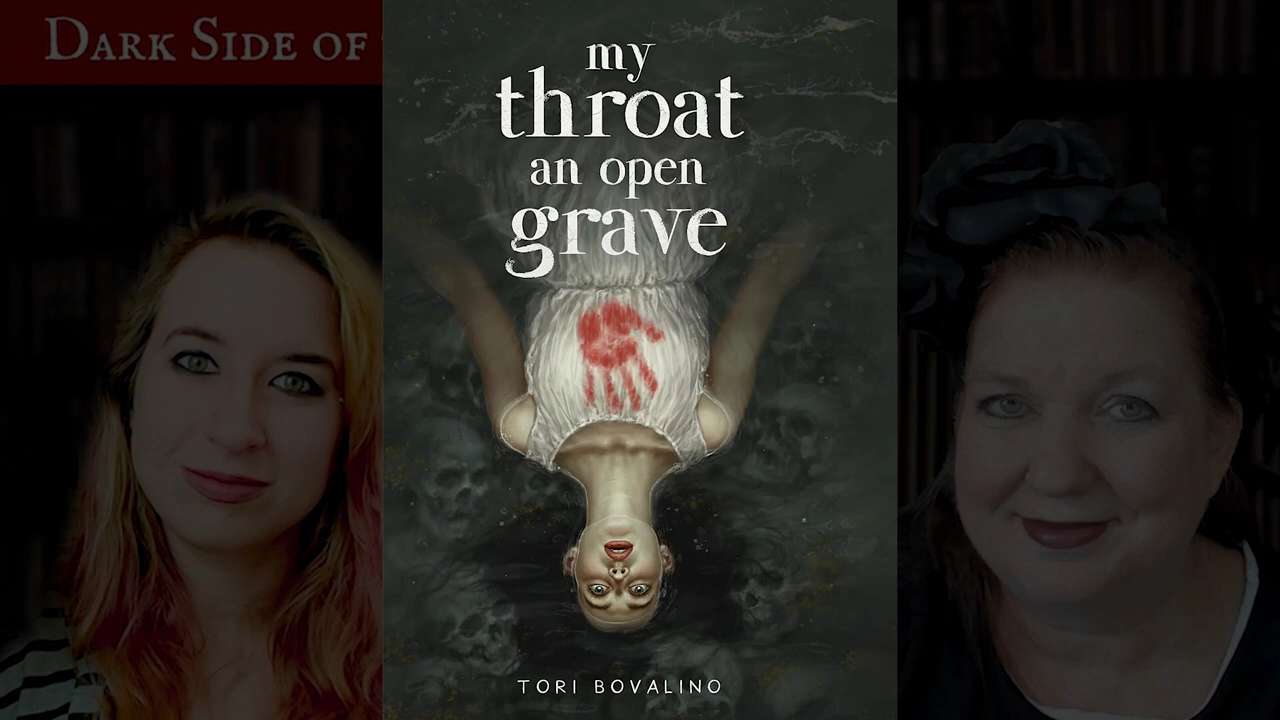 DARK SIDE OF
my
throat
an open
grave
TORI BOVALINO